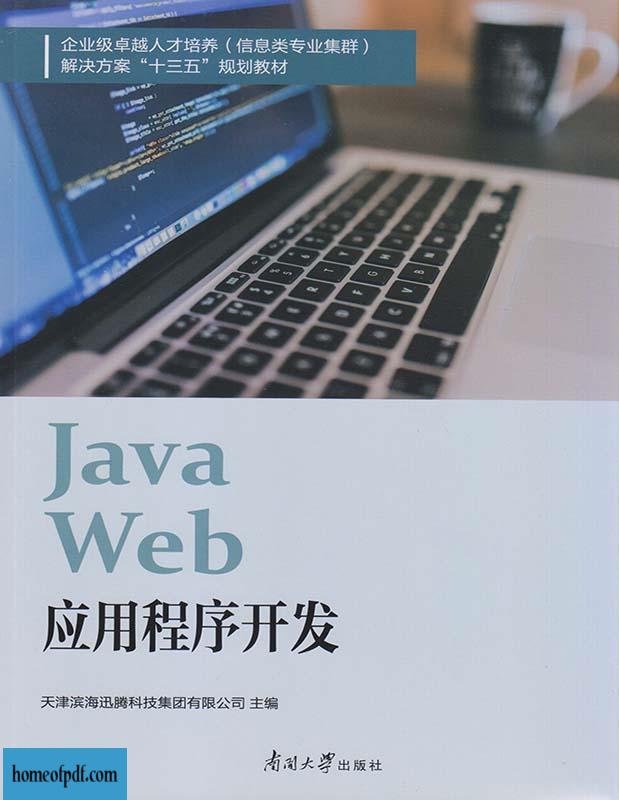 企业级卓越人才培养（信息类专业集群）
解决方案“十三五”规划教材
Java
Web
应用程序开发
天津滨海迅腾科技集团有限公司 主编
南开大学出版社
homeofpdf.com